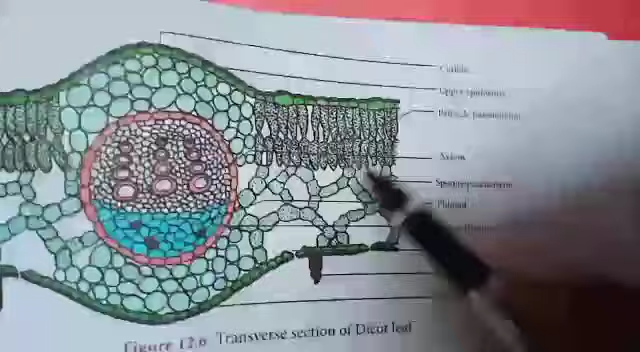 Cuticle
Upper epidermis
Palisade parenchyma
Xylem
Spongy parenchyma
Phloem
Figure 12.6 Transverse section of Dicot leaf